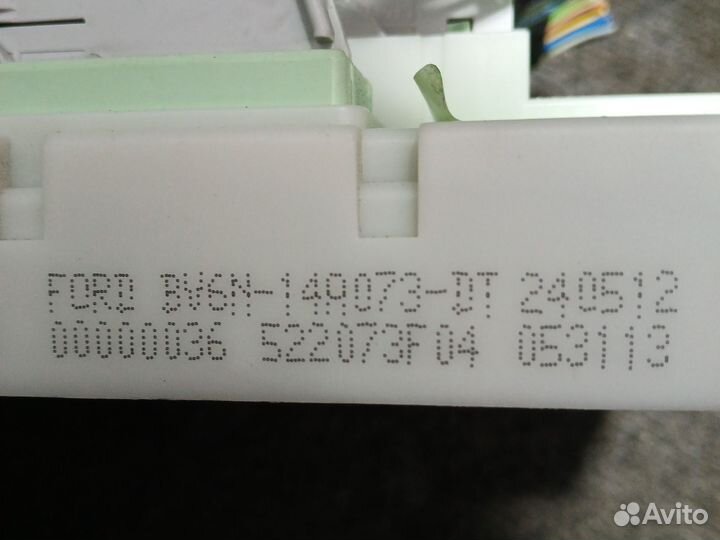 FORD BV6N-14A073-DT 240512
00000036 522073F04 053113
Avito